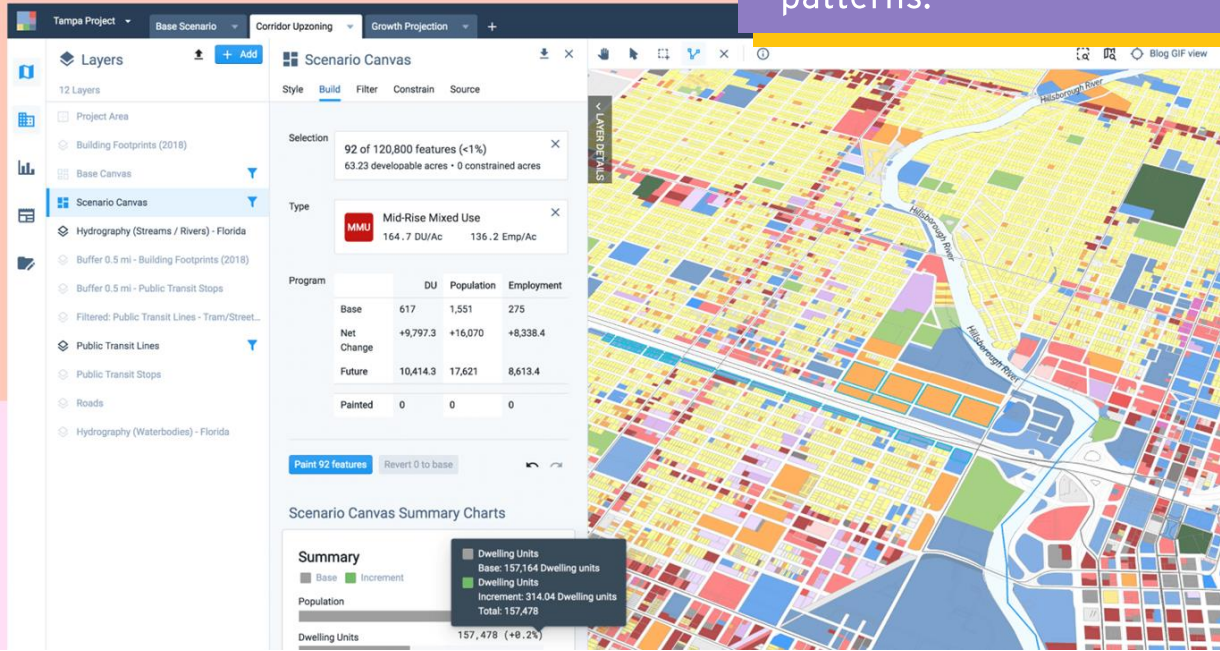 patterns.
Tampa Project
Base Scenario
Corridor Upzoning
Growth Projection
Layers
+ Add
12 Layers
Project Area
Building Footprints (2018)
Base Canvas
Scenario Canvas
Hydrography (Streams / Rivers) - Florida
Buffer 0.5 mi - Building Footprints (2018)
Buffer 0.5 mi - Public Transit Stops
Filtered: Public Transit Lines - Tram/Street...
Public Transit Lines
Public Transit Stops
Roads
Hydrography (Waterbodies) - Florida
Scenario Canvas
Style Build Filter Constrain Source
Selection
92 of 120,800 features (<1%)
63.23 developable acres • 0 constrained acres
Type
MMU
Mid-Rise Mixed Use
164.7 DU/Ac 136.2 Emp/Ac
Program
DU Population Employment
Base 617 1,551 275
Net Change +9,797.3 +16,070 +8,338.4
Future 10,414.3 17,621 8,613.4
Painted 0 0 0
Paint 92 features Revert 0 to base
Scenario Canvas Summary Charts
Summary
Base Increment
Population
Dwelling Units
157,478 (+0.2%)
Dwelling Units
Base: 157,164 Dwelling units
Dwelling Units
Increment: 314.04 Dwelling units
Total: 157,478
Blog GIF view
LAYER DETAILS
Hillsborough River
Hillsborough River
Hillsborough River